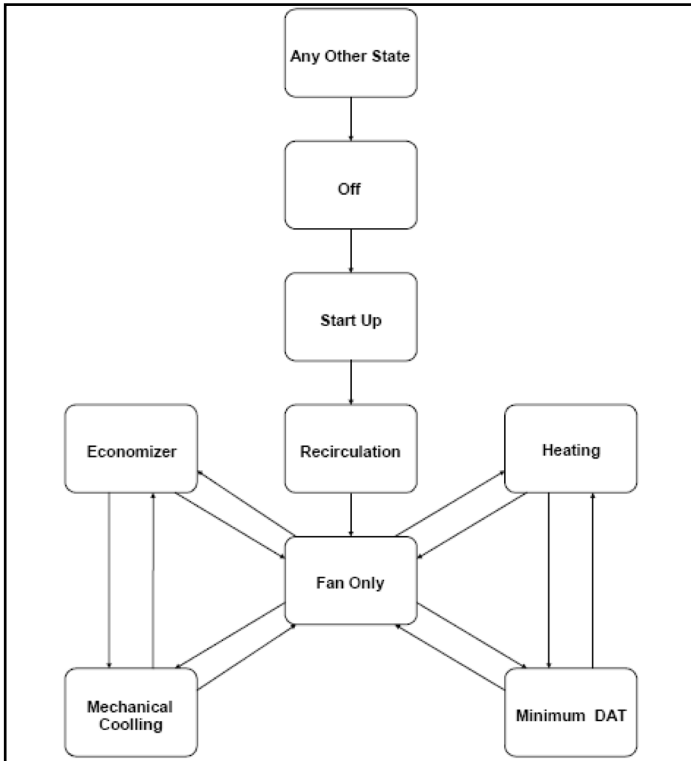 Any Other State
Off
Start Up
Economizer
Recirculation
Heating
Fan Only
Mechanical
Coolling
Minimum DAT